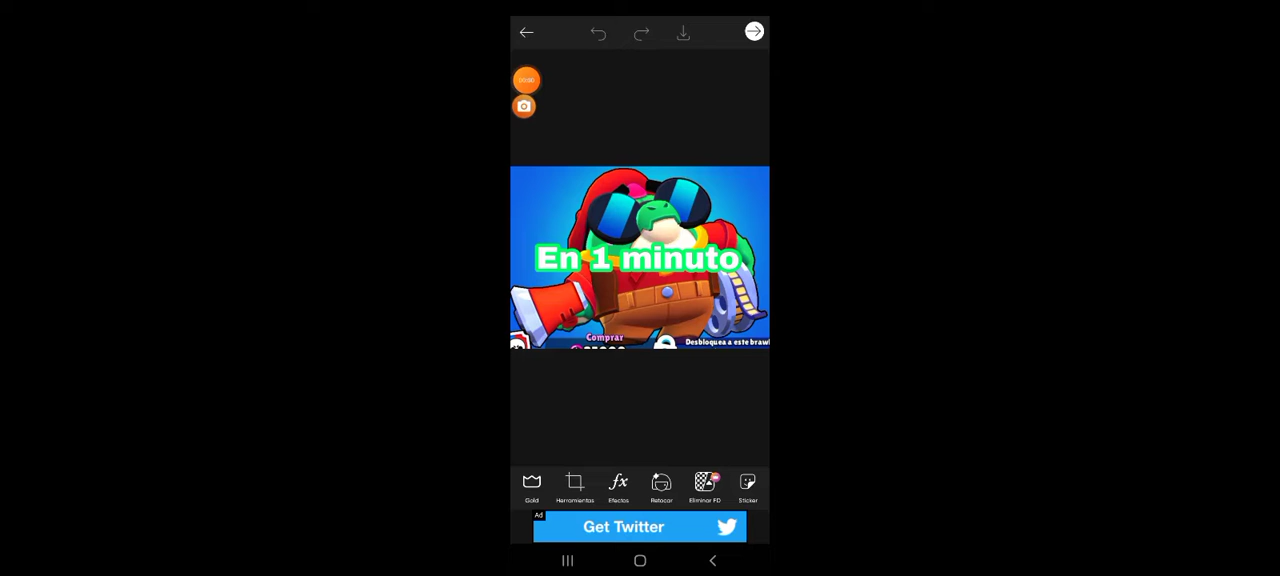 En 1 minuto
Comprar
Desbloquea a este brawl
Gold
Herramientas
Efectos
Retocar
Eliminar FD
Sticker
Ad
Get Twitter